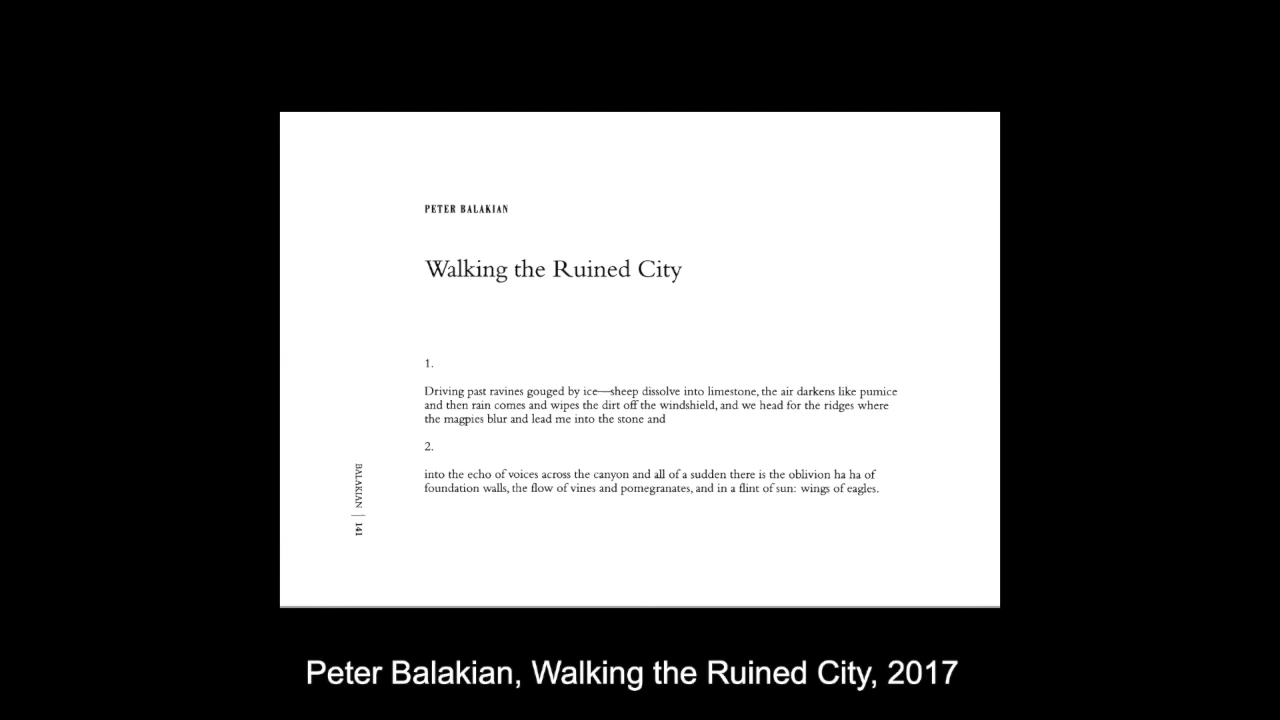 PETER BALAKIAN
Walking the Ruined City
1.
Driving past ravines gouged by ice—sheep dissolve into limestone, the air darkens like pumice
and then rain comes and wipes the dirt off the windshield, and we head for the ridges where
the magpies blur and lead me into the stone and
2.
into the echo of voices across the canyon and all of a sudden there is the oblivion ha ha of
foundation walls, the flow of vines and pomegranates, and in a flint of sun: wings of eagles.
BALAKIAN | 141
Peter Balakian, Walking the Ruined City, 2017